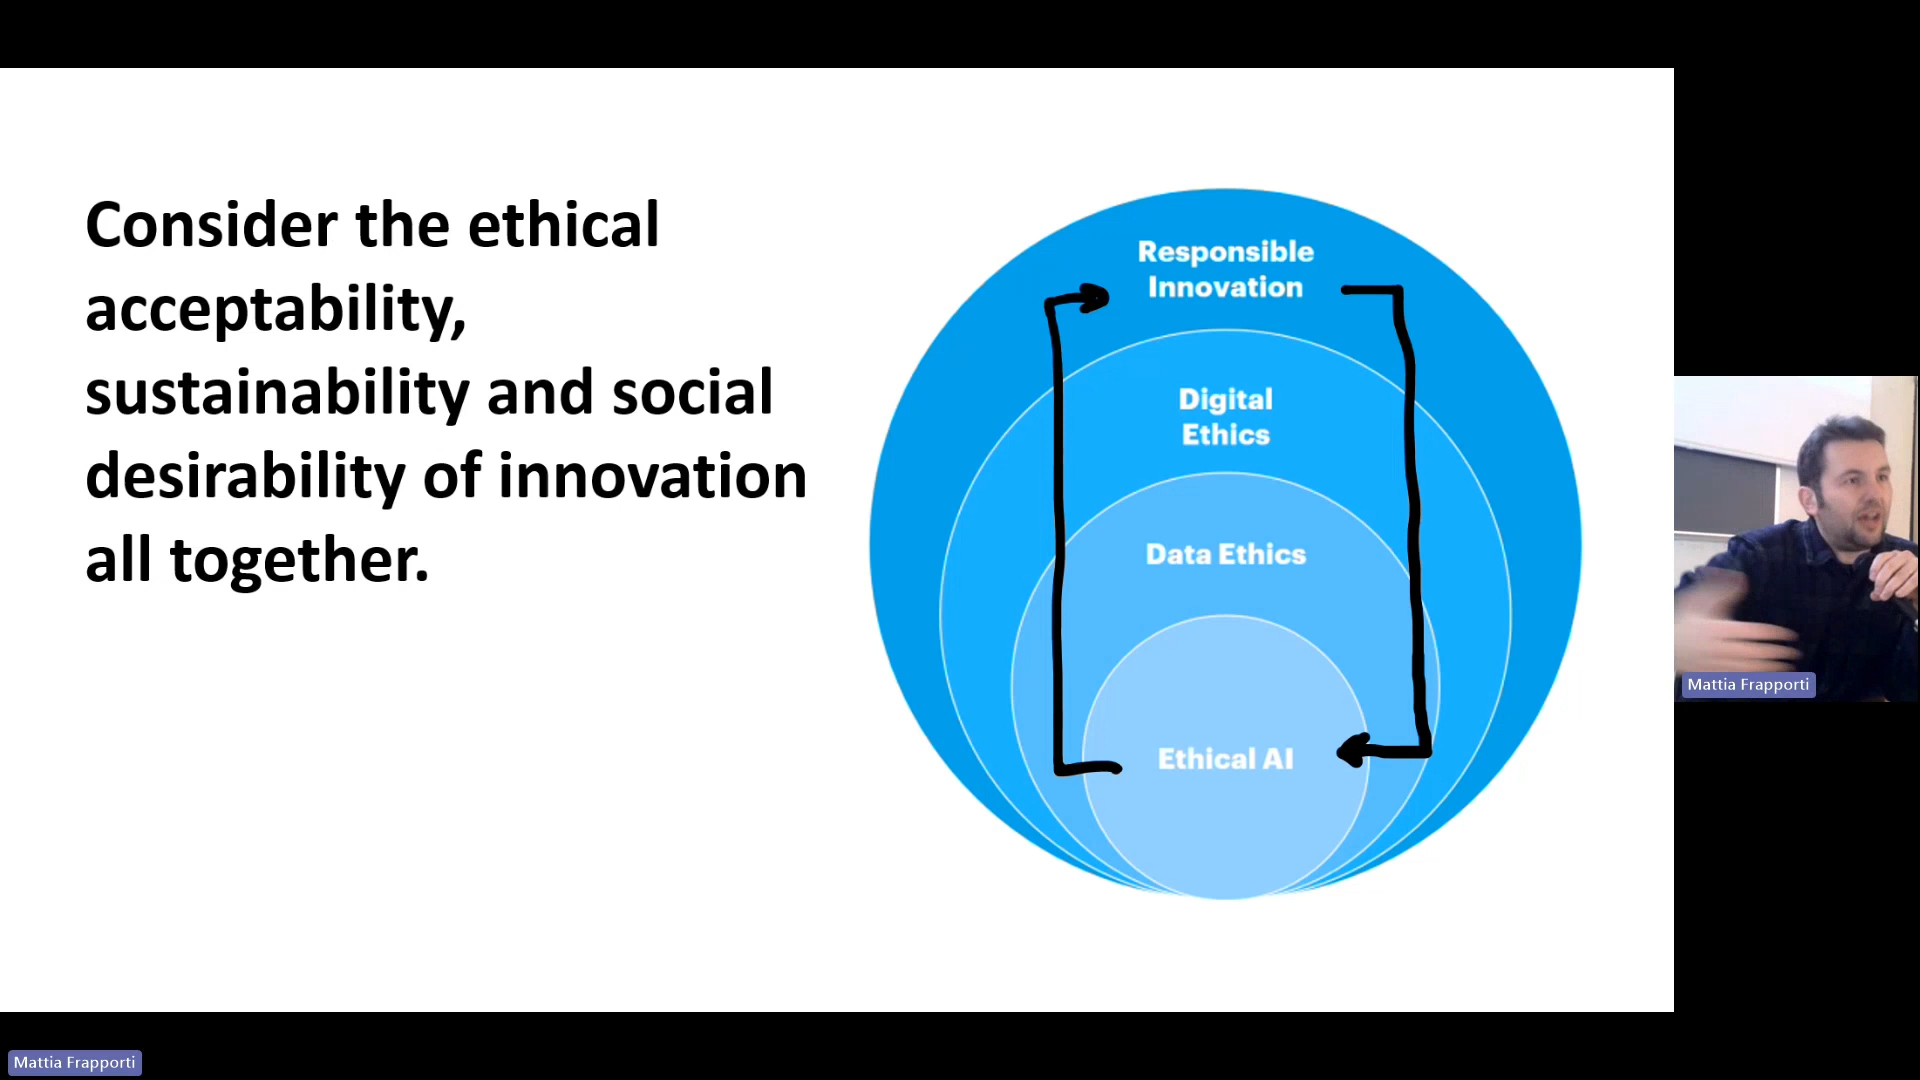 Consider the ethical
acceptability,
sustainability and social
desirability of innovation
all together.
Responsible
Innovation
Digital
Ethics
Data Ethics
Ethical AI
Mattia Frapporti
Mattia Frapporti